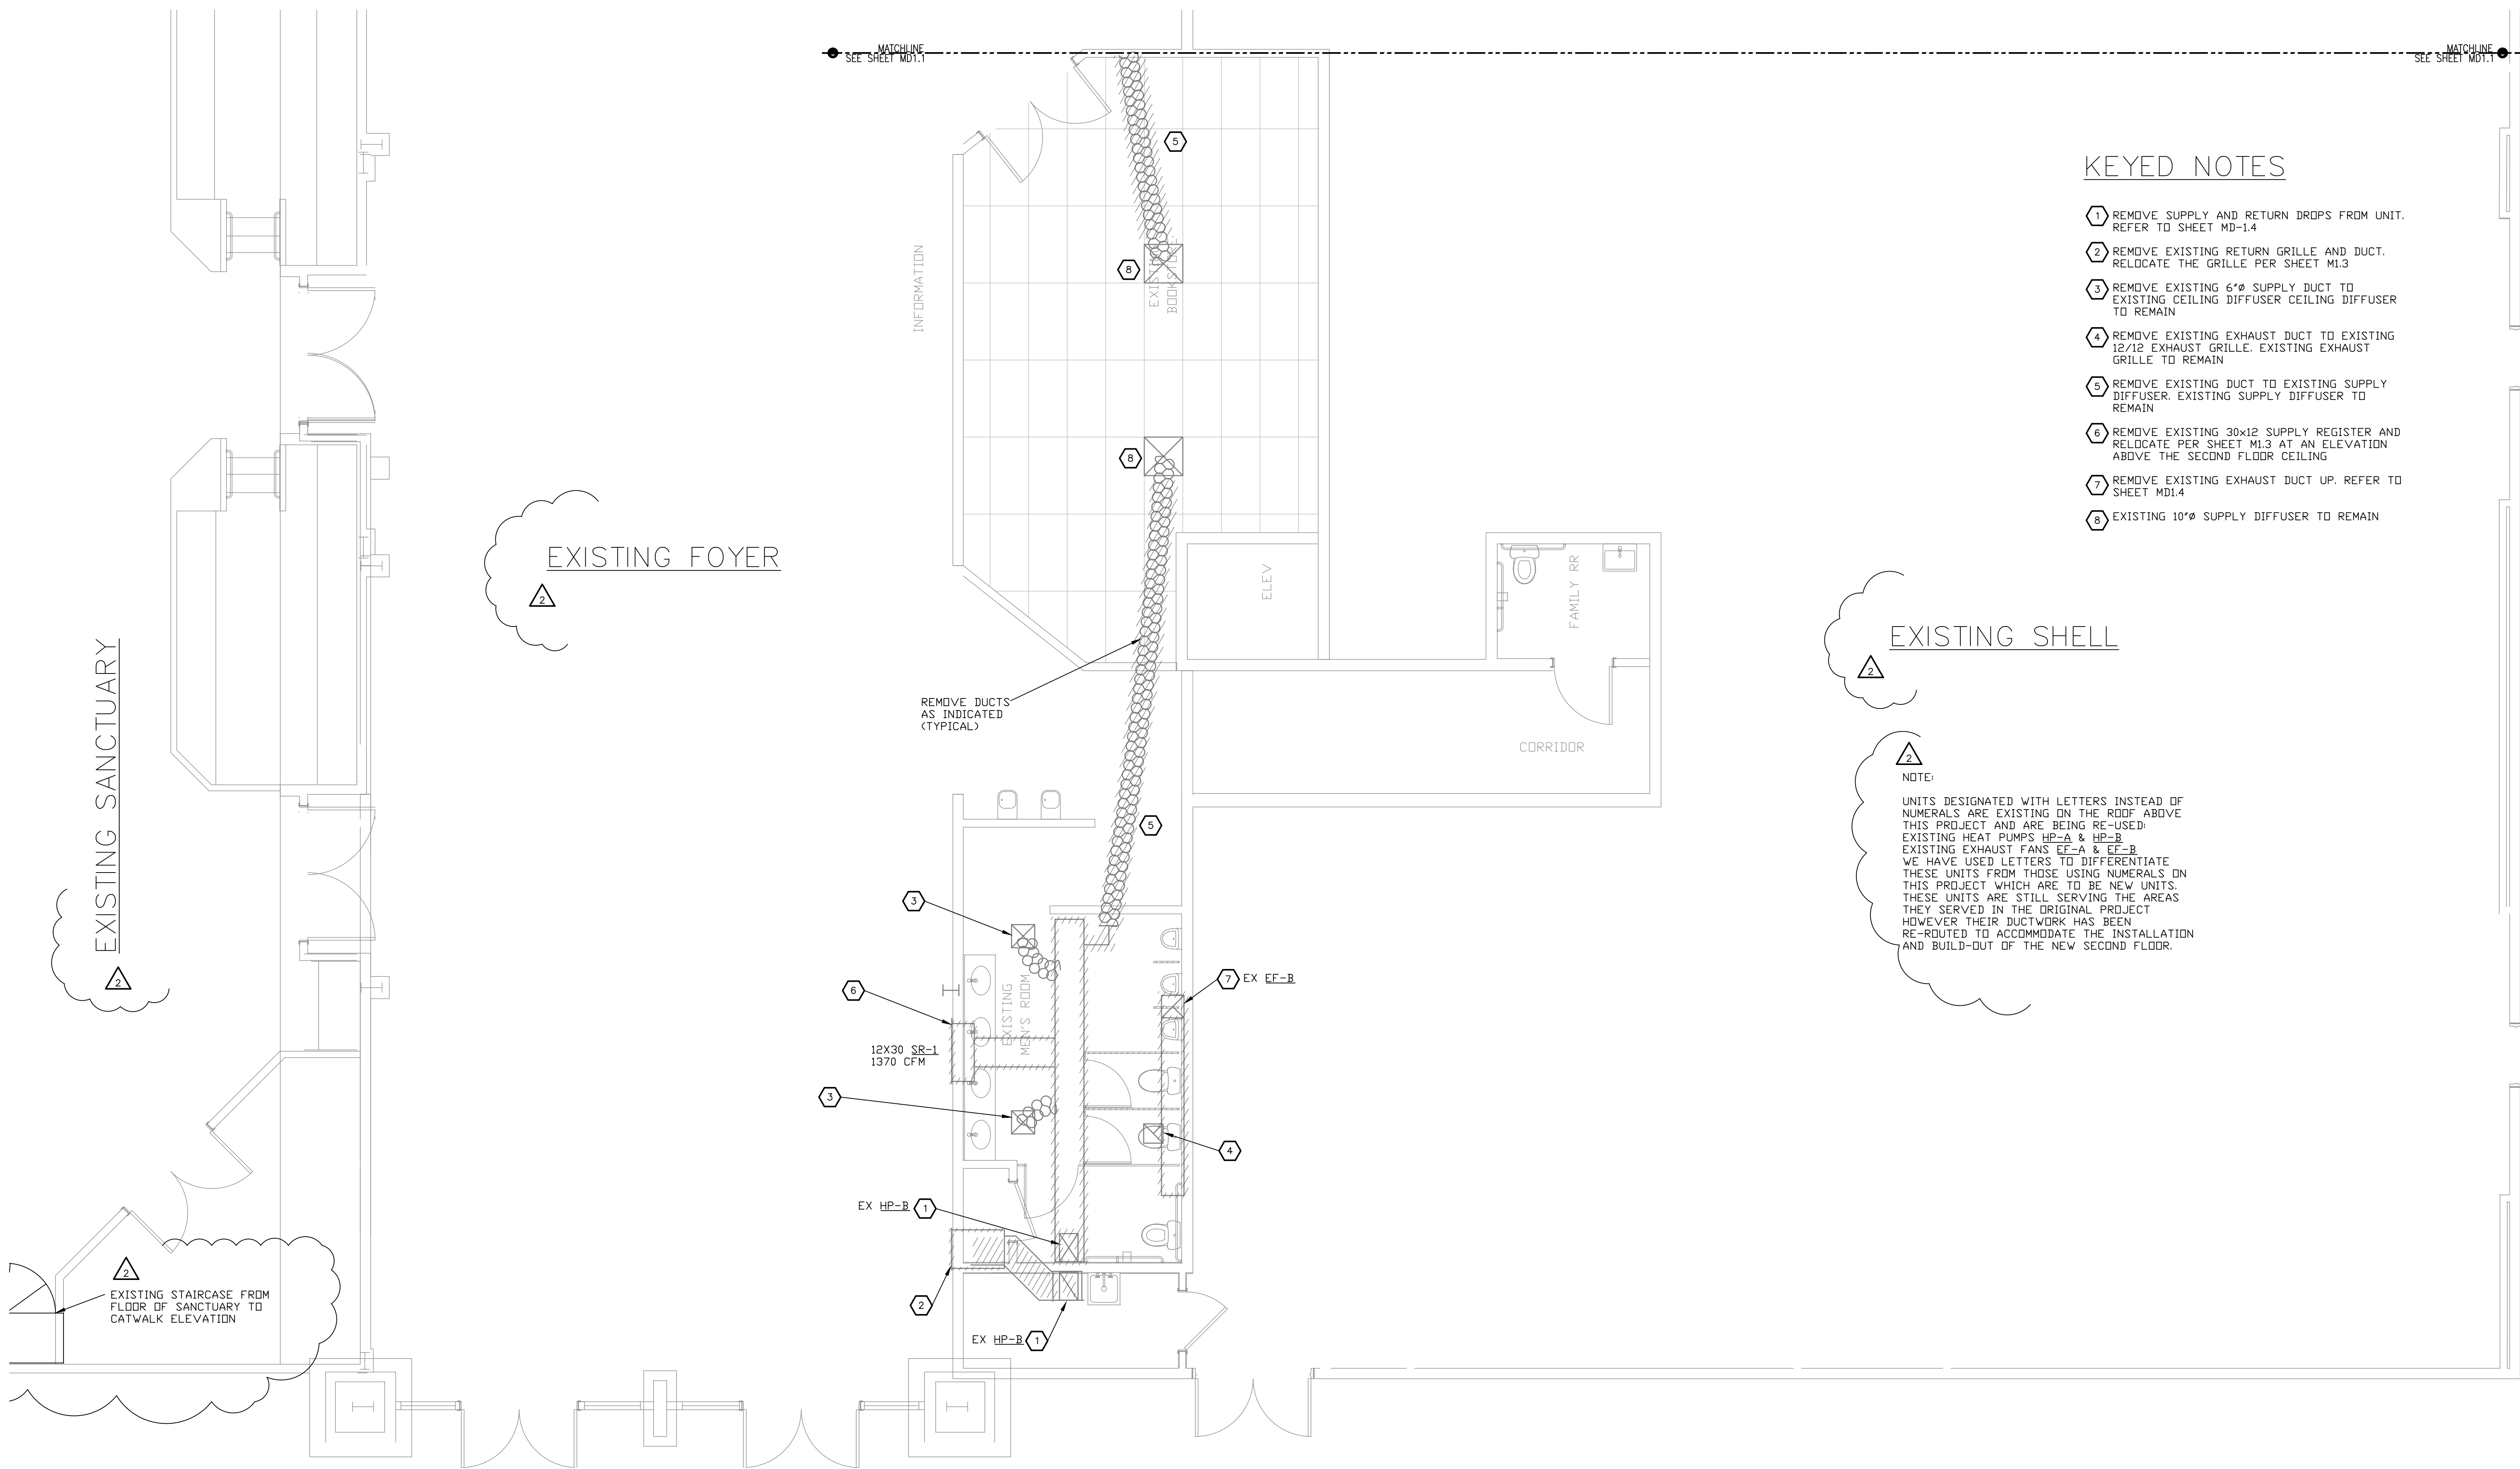 MATCHLINE
SEE SHEET MD1.1
MATCHLINE
SEE SHEET MD1.1
KEYED NOTES
1 REMOVE SUPPLY AND RETURN DROPS FROM UNIT.
REFER TO SHEET MD-1.4
2 REMOVE EXISTING RETURN GRILLE AND DUCT.
RELOCATE THE GRILLE PER SHEET M1.3
3 REMOVE EXISTING 6"Ø SUPPLY DUCT TO
EXISTING CEILING DIFFUSER CEILING DIFFUSER
TO REMAIN
4 REMOVE EXISTING EXHAUST DUCT TO EXISTING
12/12 EXHAUST GRILLE. EXISTING EXHAUST
GRILLE TO REMAIN
5 REMOVE EXISTING DUCT TO EXISTING SUPPLY
DIFFUSER. EXISTING SUPPLY DIFFUSER TO
REMAIN
6 REMOVE EXISTING 30x12 SUPPLY REGISTER AND
RELOCATE PER SHEET M1.3 AT AN ELEVATION
ABOVE THE SECOND FLOOR CEILING
7 REMOVE EXISTING EXHAUST DUCT UP. REFER TO
SHEET MD1.4
8 EXISTING 10"Ø SUPPLY DIFFUSER TO REMAIN
5
8
INFORMATION
EXISTING
BOOKSTORE
8
EXISTING FOYER
2
ELEV
FAMILY RR
EXISTING SHELL
2
EXISTING SANCTUARY
2
REMOVE DUCTS
AS INDICATED
(TYPICAL)
CORRIDOR
2
NOTE:
UNITS DESIGNATED WITH LETTERS INSTEAD OF
NUMERALS ARE EXISTING ON THE ROOF ABOVE
THIS PROJECT AND ARE BEING RE-USED:
EXISTING HEAT PUMPS HP-A & HP-B
EXISTING EXHAUST FANS EF-A & EF-B
WE HAVE USED LETTERS TO DIFFERENTIATE
THESE UNITS FROM THOSE USING NUMERALS ON
THIS PROJECT WHICH ARE TO BE NEW UNITS.
THESE UNITS ARE STILL SERVING THE AREAS
THEY SERVED IN THE ORIGINAL PROJECT
HOWEVER THEIR DUCTWORK HAS BEEN
RE-ROUTED TO ACCOMMODATE THE INSTALLATION
AND BUILD-OUT OF THE NEW SECOND FLOOR.
5
3
6
7 EX EF-B
EXISTING
MEN'S ROOM
12X30 SR-1
1370 CFM
3
4
EX HP-B 1
2
EX HP-B 1
2
EXISTING STAIRCASE FROM
FLOOR OF SANCTUARY TO
CATWALK ELEVATION